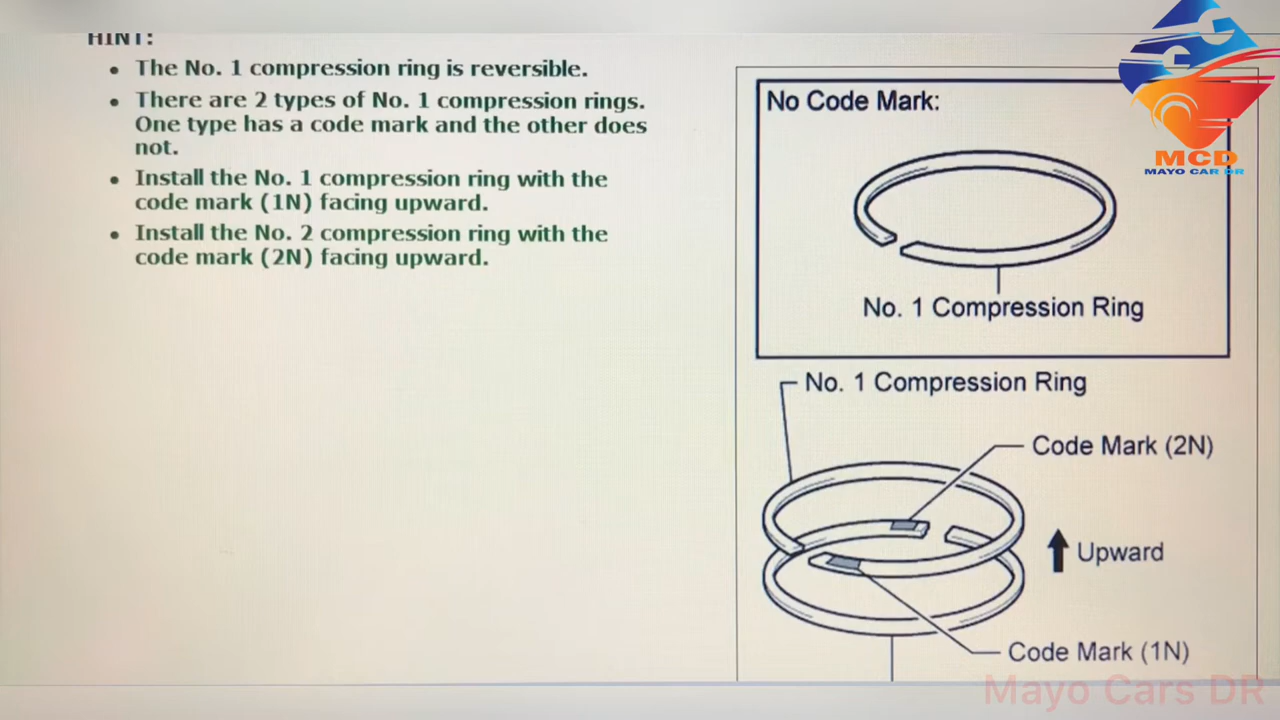 HINT:
• The No. 1 compression ring is reversible.
• There are 2 types of No. 1 compression rings.
One type has a code mark and the other does
not.
• Install the No. 1 compression ring with the
code mark (1N) facing upward.
• Install the No. 2 compression ring with the
code mark (2N) facing upward.
No Code Mark:
No. 1 Compression Ring
No. 1 Compression Ring
Code Mark (2N)
Upward
Code Mark (1N)
MCD
MAYO CAR DR
Mayo Cars DR